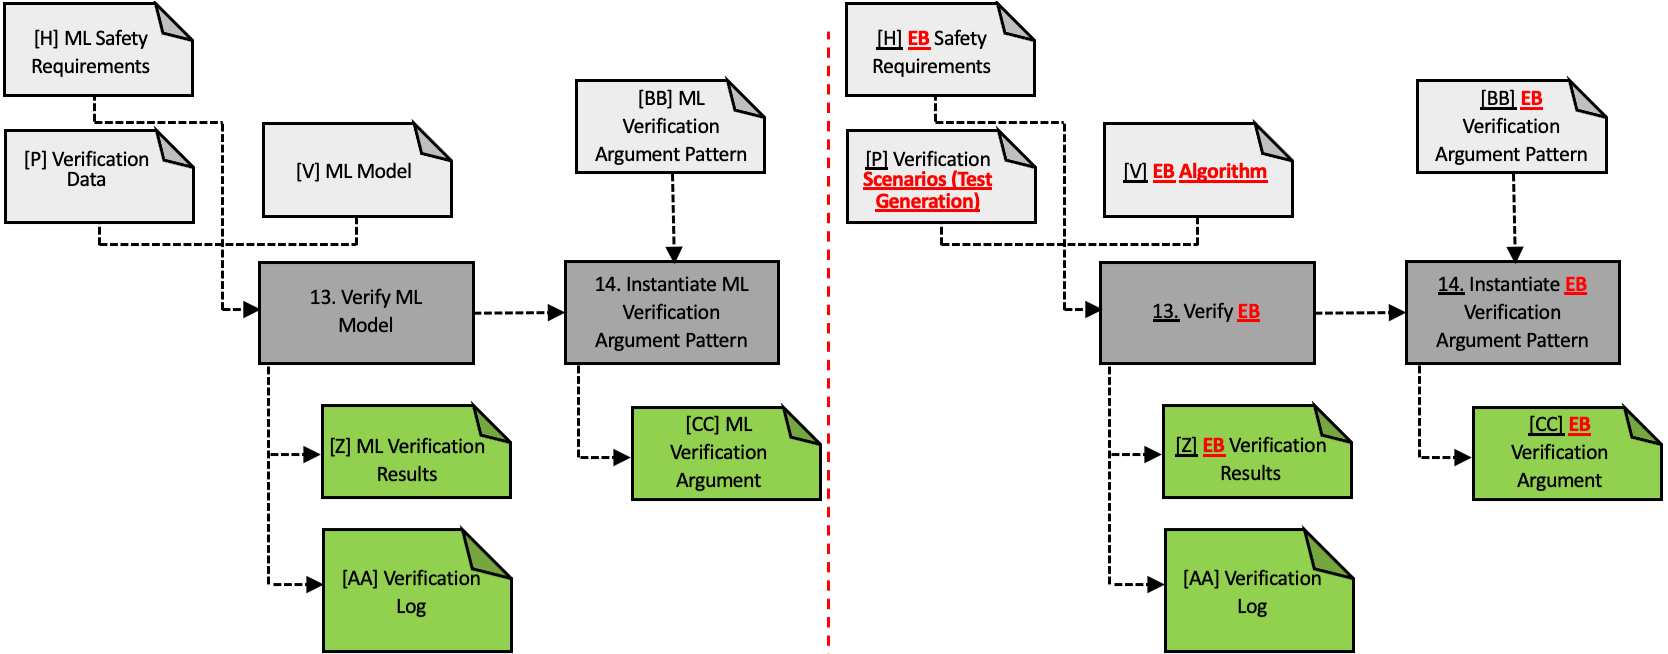 [H] ML Safety
Requirements
[P] Verification
Data
[V] ML Model
[BB] ML
Verification
Argument Pattern
13. Verify ML
Model
14. Instantiate ML
Verification
Argument Pattern
[Z] ML Verification
Results
[CC] ML
Verification
Argument
[AA] Verification
Log
[H] EB Safety
Requirements
[P] Verification
Scenarios (Test
Generation)
[V] EB Algorithm
[BB] EB
Verification
Argument Pattern
13. Verify EB
14. Instantiate EB
Verification
Argument Pattern
[Z] EB Verification
Results
[CC] EB
Verification
Argument
[AA] Verification
Log